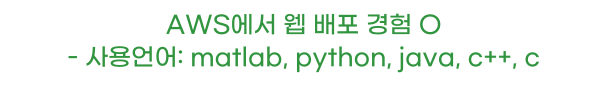 AWS에서 웹 배포 경험 O
- 사용언어: matlab, python, java, c++, c